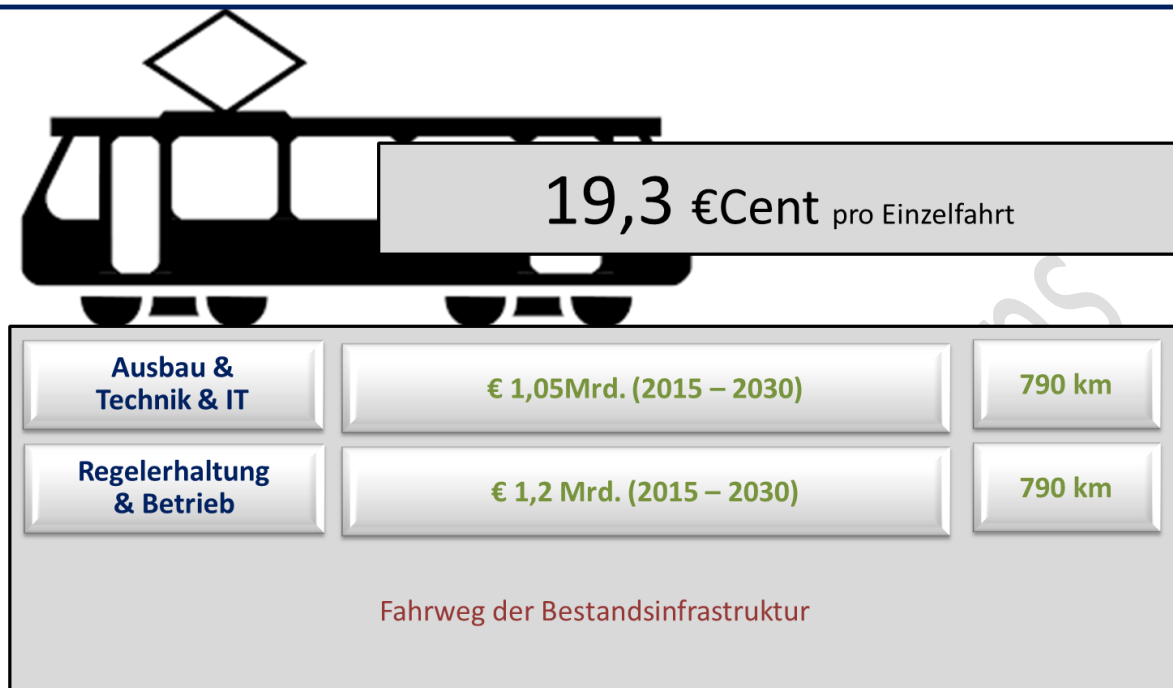 19,3 €Cent pro Einzelfahrt
Ausbau &
Technik & IT
€ 1,05Mrd. (2015 – 2030)
790 km
Regelerhaltung
& Betrieb
€ 1,2 Mrd. (2015 – 2030)
790 km
Fahrweg der Bestandsinfrastruktur